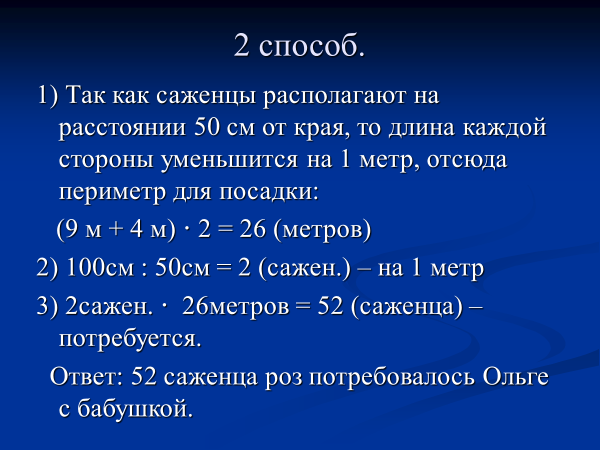 2 способ.
1) Так как саженцы располагают на
расстоянии 50 см от края, то длина каждой
стороны уменьшится на 1 метр, отсюда
периметр для посадки:
(9 м + 4 м) · 2 = 26 (метров)
2) 100см : 50см = 2 (сажен.) – на 1 метр
3) 2сажен. · 26метров = 52 (саженца) –
потребуется.
Ответ: 52 саженца роз потребовалось Ольге
с бабушкой.